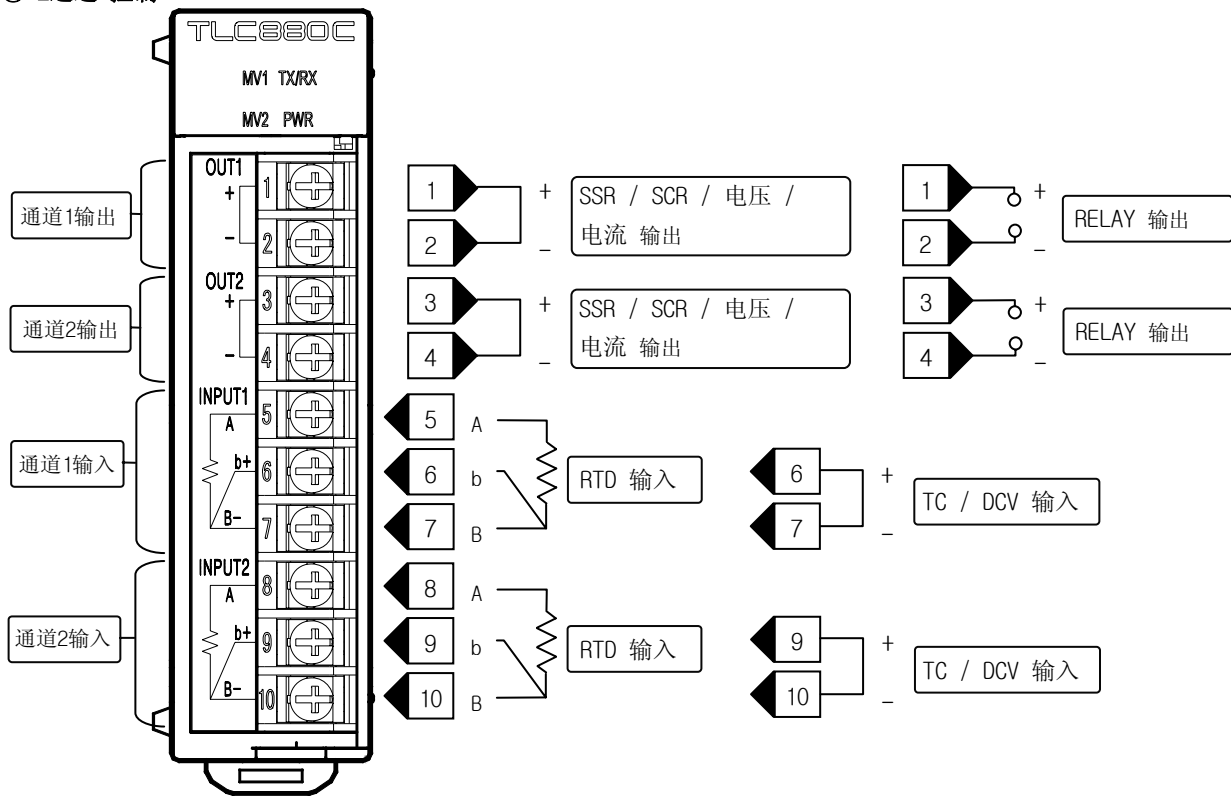 TLC880C
MV1 TX/RX
MV2 PWR
通道1输出
通道2输出
通道1输入
通道2输入
OUT1
+
-
OUT2
+
-
INPUT1
A
b+
B-
INPUT2
A
b+
B-
1
2
3
4
5
6
7
8
9
10
1 +
2 -
SSR / SCR / 电压 /
电流 输出
1 +
2 -
RELAY 输出
3 +
4 -
SSR / SCR / 电压 /
电流 输出
3 +
4 -
RELAY 输出
5 A
6 b
7 B
RTD 输入
6 +
7 -
TC / DCV 输入
8 A
9 b
10 B
RTD 输入
9 +
10 -
TC / DCV 输入